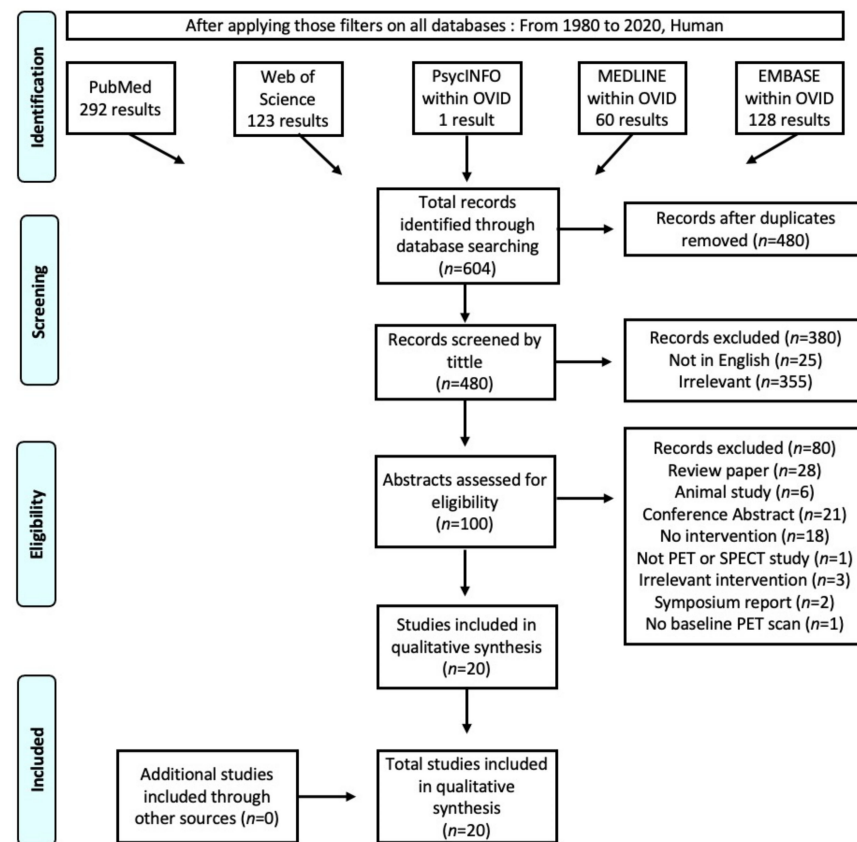 After applying those filters on all databases : From 1980 to 2020, Human
Identification
PubMed
292 results
Web of
Science
123 results
PsycINFO
within OVID
1 result
MEDLINE
within OVID
60 results
EMBASE
within OVID
128 results
Total records
identified through
database searching
(n=604)
Records after duplicates
removed (n=480)
Screening
Records screened by
tittle
(n=480)
Records excluded (n=380)
Not in English (n=25)
Irrelevant (n=355)
Eligibility
Abstracts assessed for
eligibility
(n=100)
Records excluded (n=80)
Review paper (n=28)
Animal study (n=6)
Conference Abstract (n=21)
No intervention (n=18)
Not PET or SPECT study (n=1)
Irrelevant intervention (n=3)
Symposium report (n=2)
No baseline PET scan (n=1)
Studies included in
qualitative synthesis
(n=20)
Included
Additional studies
included through
other sources (n=0)
Total studies included
in qualitative
synthesis
(n=20)